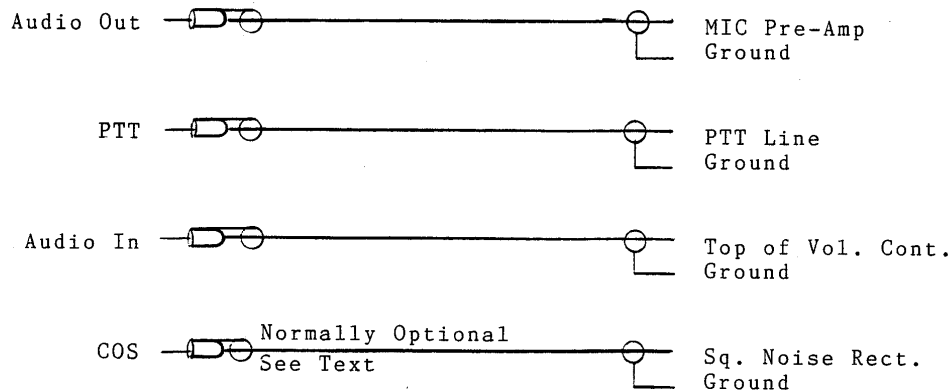 Audio Out
MIC Pre-Amp
Ground
PTT
PTT Line
Ground
Audio In
Top of Vol. Cont.
Ground
COS
Normally Optional
See Text
Sq. Noise Rect.
Ground